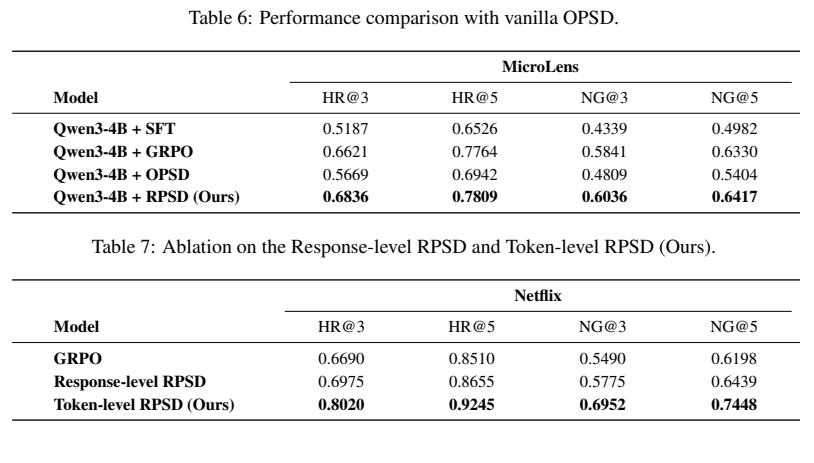 Table 6: Performance comparison with vanilla OPSD.
MicroLens
Model HR@3 HR@5 NG@3 NG@5
Qwen3-4B + SFT 0.5187 0.6526 0.4339 0.4982
Qwen3-4B + GRPO 0.6621 0.7764 0.5841 0.6330
Qwen3-4B + OPSD 0.5669 0.6942 0.4809 0.5404
Qwen3-4B + RPSD (Ours) 0.6836 0.7809 0.6036 0.6417
Table 7: Ablation on the Response-level RPSD and Token-level RPSD (Ours).
Netflix
Model HR@3 HR@5 NG@3 NG@5
GRPO 0.6690 0.8510 0.5490 0.6198
Response-level RPSD 0.6975 0.8655 0.5775 0.6439
Token-level RPSD (Ours) 0.8020 0.9245 0.6952 0.7448